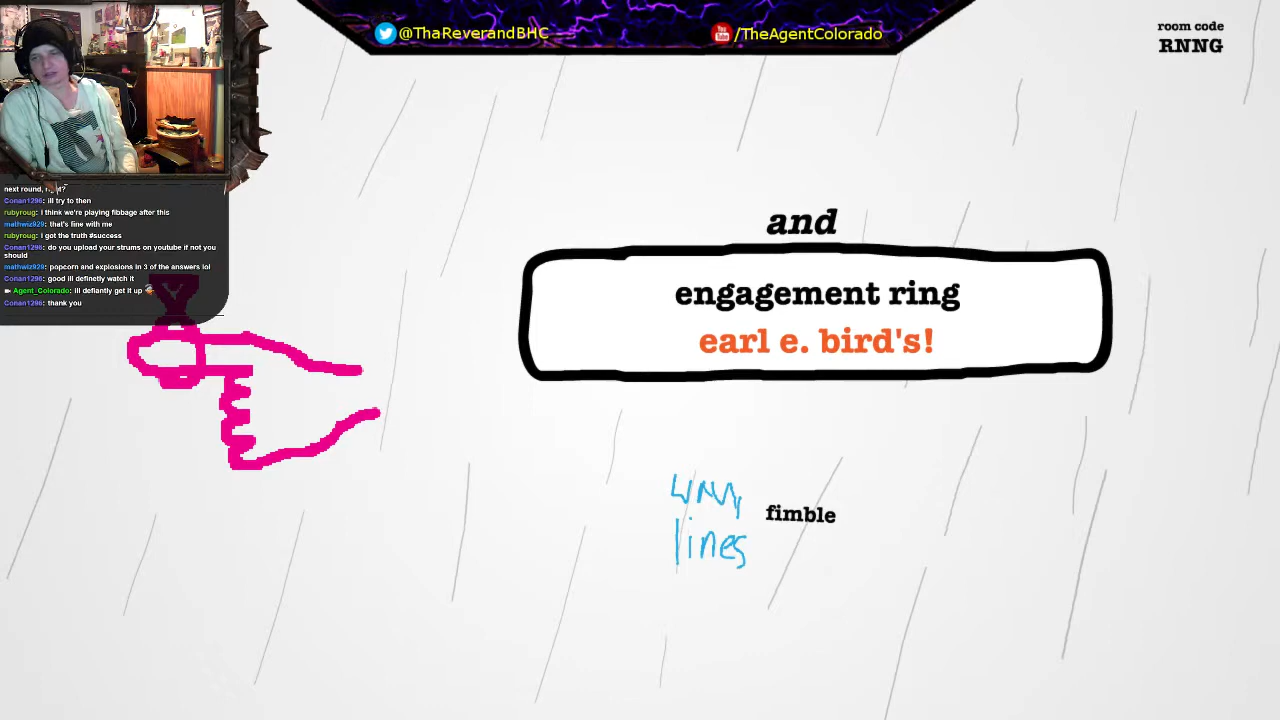 @ThaReverandBHC
/TheAgentColorado
room code
RNNG
next round, right?
Conan1296: ill try to then
rubyroug: I think we're playing fibbage after this
mathwiz929: that's fine with me
rubyroug: I got the truth #success
Conan1296: do you upload your strums on youtube if not you
should
mathwiz929: popcorn and explosions in 3 of the answers lol
Conan1296: good ill definetly watch it
Agent_Colorado: ill defiantly get it up
Conan1296: thank you
and
engagement ring
earl e. bird's!
lines
fimble